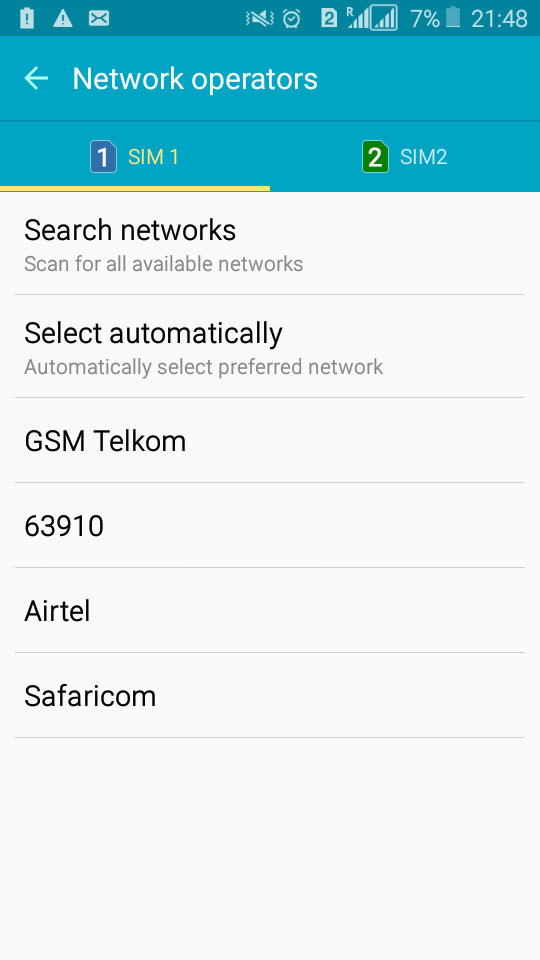 2 R 7% 21:48
Network operators
1 SIM 1 2 SIM2
Search networks
Scan for all available networks
Select automatically
Automatically select preferred network
GSM Telkom
63910
Airtel
Safaricom